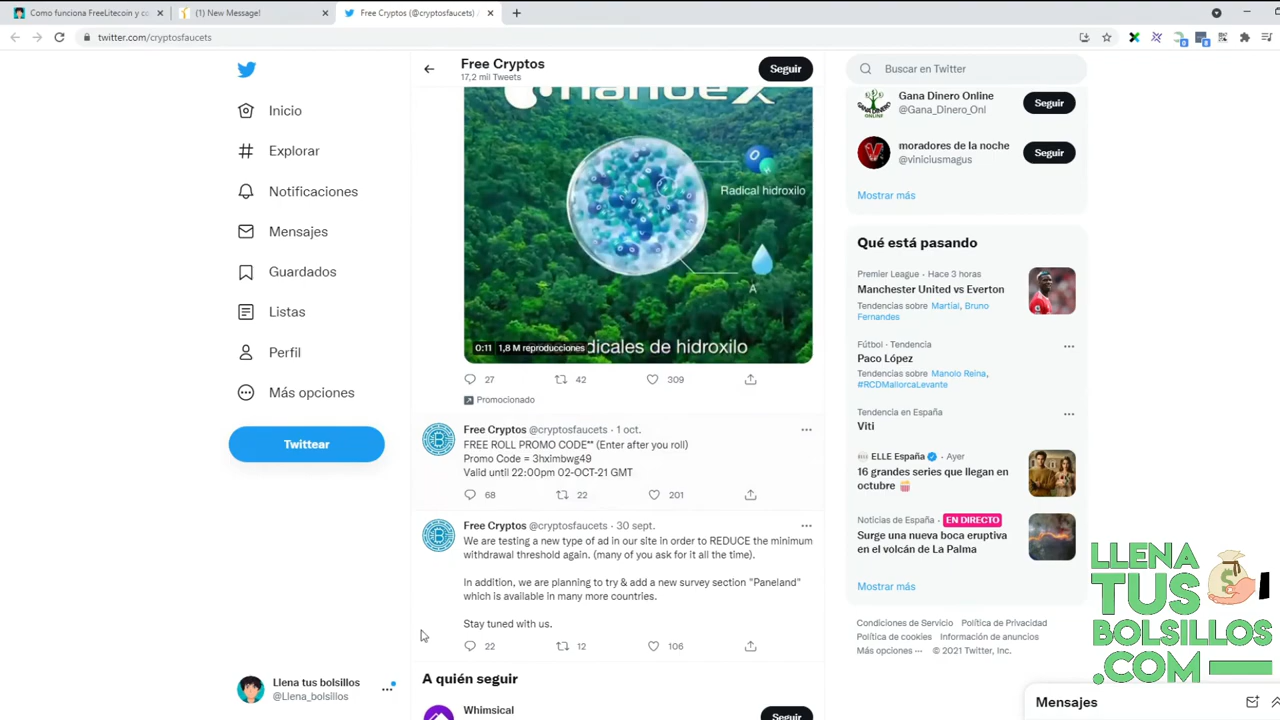 Como funciona FreeLitecoin y co
(1) New Message!
Free Cryptos (@cryptosfaucets) /
twitter.com/cryptosfaucets
Inicio
Explorar
Notificaciones
Mensajes
Guardados
Listas
Perfil
Más opciones
Twittear
Llena tus bolsillos
@Llena_bolsillos
Free Cryptos
17,2 mil Tweets
Seguir
Radical hidroxilo
0:11 1,8 M reproducciones
dicales de hidroxilo
27 42 309
Promocionado
Free Cryptos @cryptosfaucets · 1 oct.
FREE ROLL PROMO CODE** (Enter after you roll)
Promo Code = 3hximbwg49
Valid until 22:00pm 02-OCT-21 GMT
68 22 201
Free Cryptos @cryptosfaucets · 30 sept.
We are testing a new type of ad in our site in order to REDUCE the minimum
withdrawal threshold again. (many of you ask for it all the time).
In addition, we are planning to try & add a new survey section "Paneland"
which is available in many more countries.
Stay tuned with us.
22 12 106
A quién seguir
Whimsical
Seguir
Buscar en Twitter
Gana Dinero Online
@Gana_Dinero_Onl
Seguir
moradores de la noche
@viniciusmagus
Seguir
Mostrar más
Qué está pasando
Premier League · Hace 3 horas
Manchester United vs Everton
Tendencias sobre Martial, Bruno
Fernandes
Fútbol · Tendencia
Paco López
Tendencias sobre Manolo Reina,
#RCDMallorcaLevante
Tendencia en España
Viti
ELLE España · Ayer
16 grandes series que llegan en
octubre
Noticias de España · EN DIRECTO
Surge una nueva boca eruptiva
en el volcán de La Palma
Mostrar más
Condiciones de Servicio Política de Privacidad
Política de cookies Información de anuncios
Más opciones ··· © 2021 Twitter, Inc.
LLENA
TUS
BOLSILLOS
.COM
Mensajes